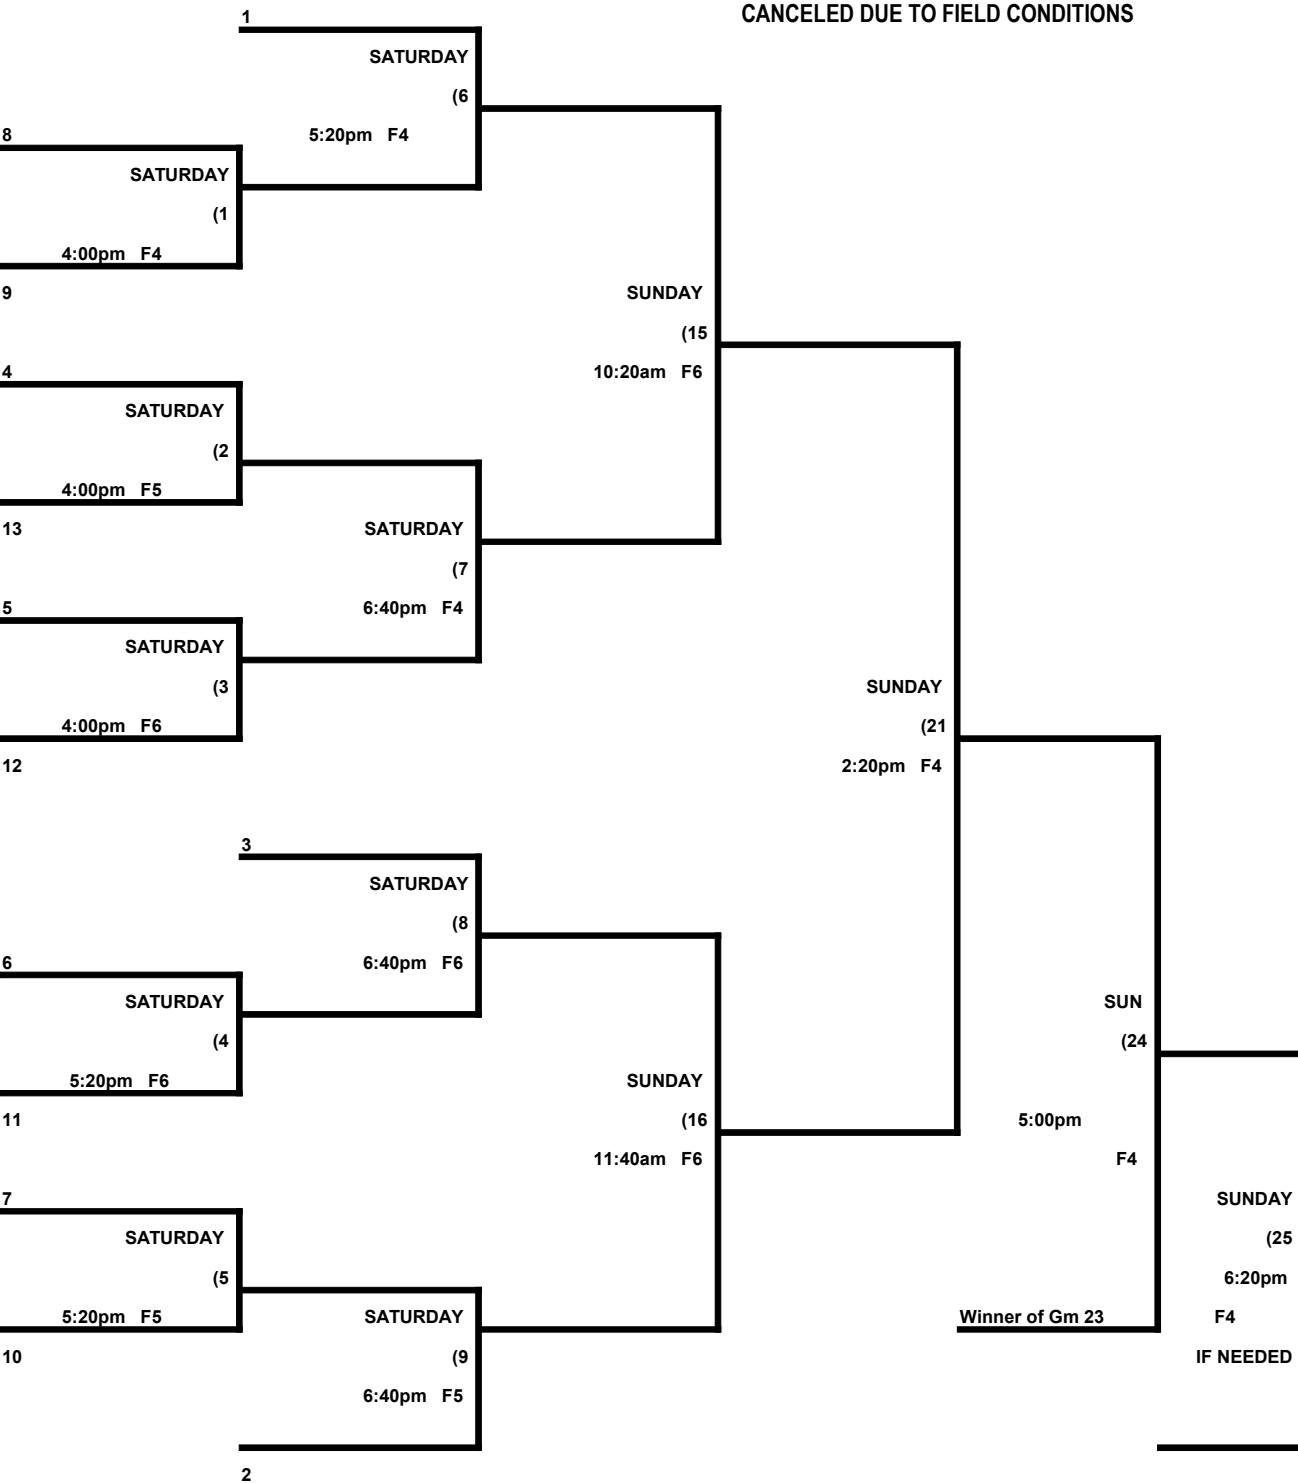 CANCELED DUE TO FIELD CONDITIONS
1
SATURDAY
(6
5:20pm F4
8
SATURDAY
(1
4:00pm F4
9
SUNDAY
(15
10:20am F6
4
SATURDAY
(2
4:00pm F5
13
SATURDAY
(7
6:40pm F4
5
SATURDAY
(3
4:00pm F6
12
SUNDAY
(21
2:20pm F4
3
SATURDAY
(8
6:40pm F6
6
SATURDAY
(4
5:20pm F6
11
SUN
(24
5:00pm
F4
SUNDAY
(16
11:40am F6
7
SATURDAY
(5
5:20pm F5
10
SUNDAY
(25
6:20pm
F4
IF NEEDED
Winner of Gm 23
SATURDAY
(9
6:40pm F5
2